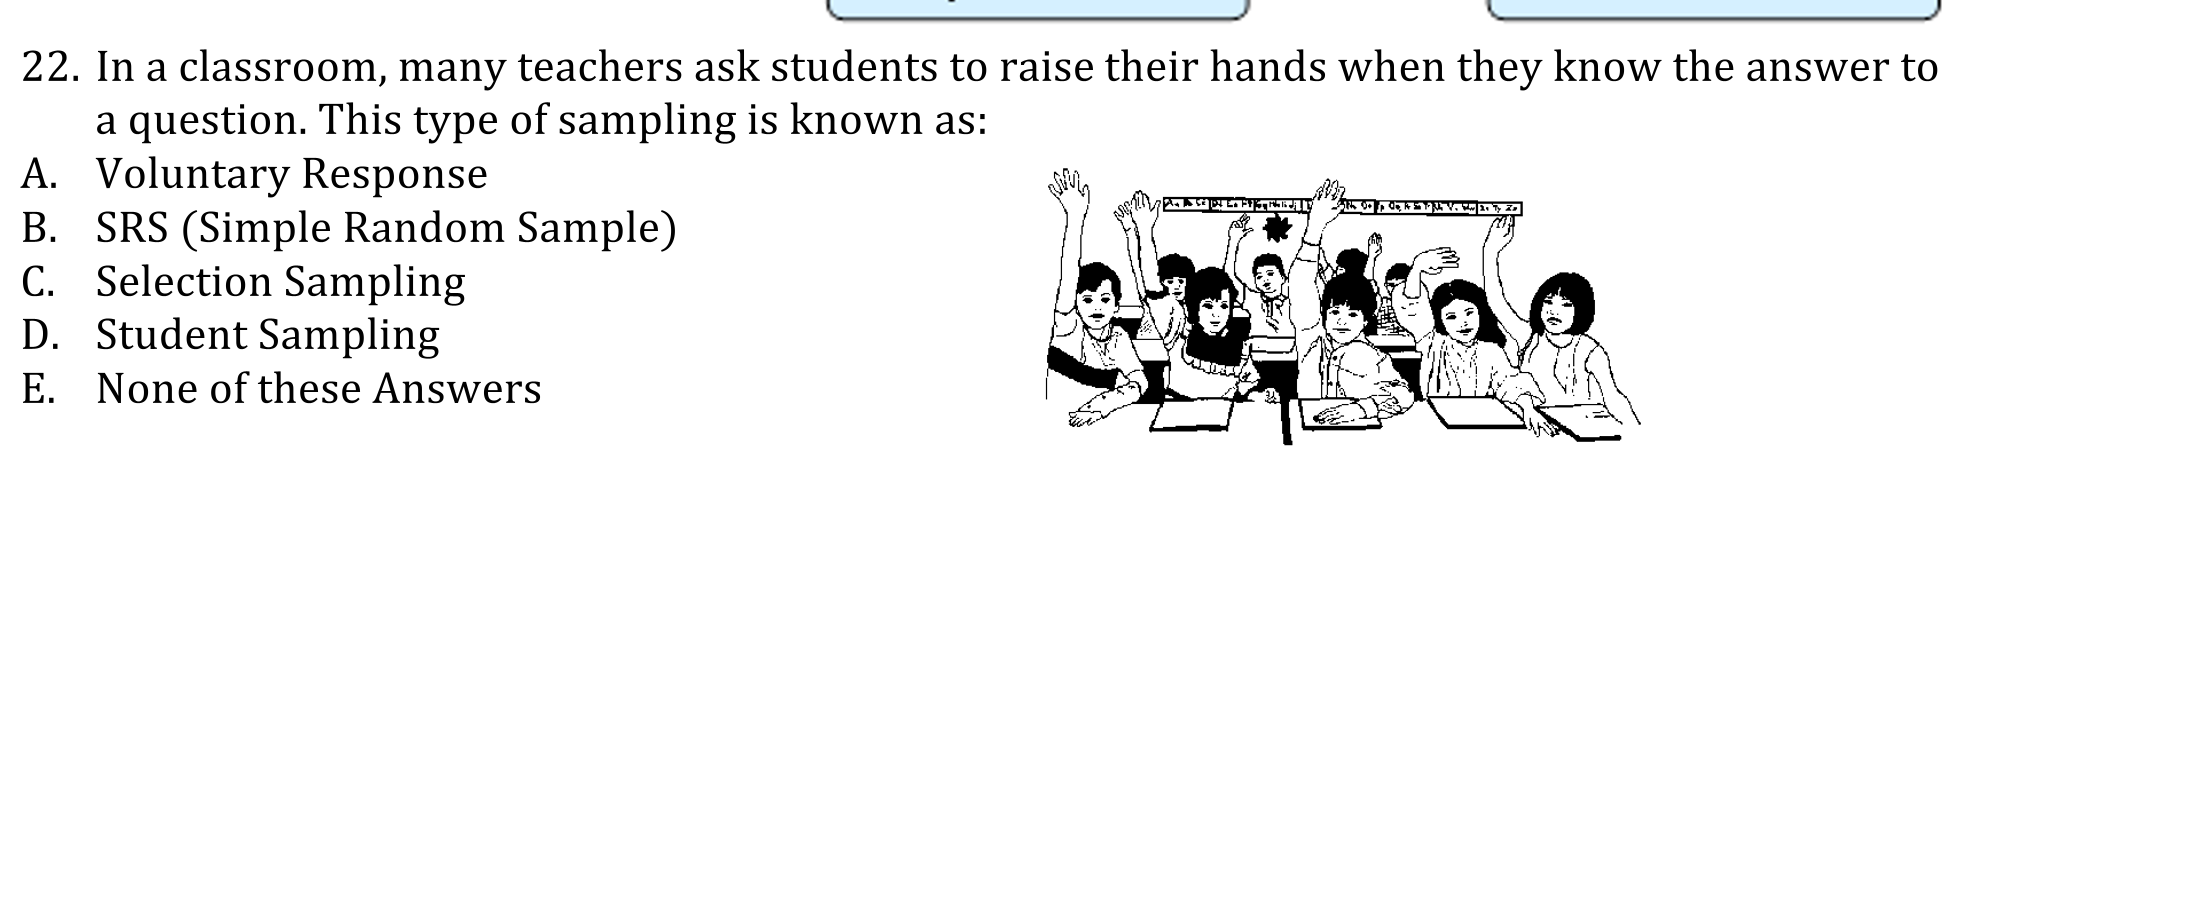 22. In a classroom, many teachers ask students to raise their hands when they know the answer to
a question. This type of sampling is known as:
A. Voluntary Response
B. SRS (Simple Random Sample)
C. Selection Sampling
D. Student Sampling
E. None of these Answers